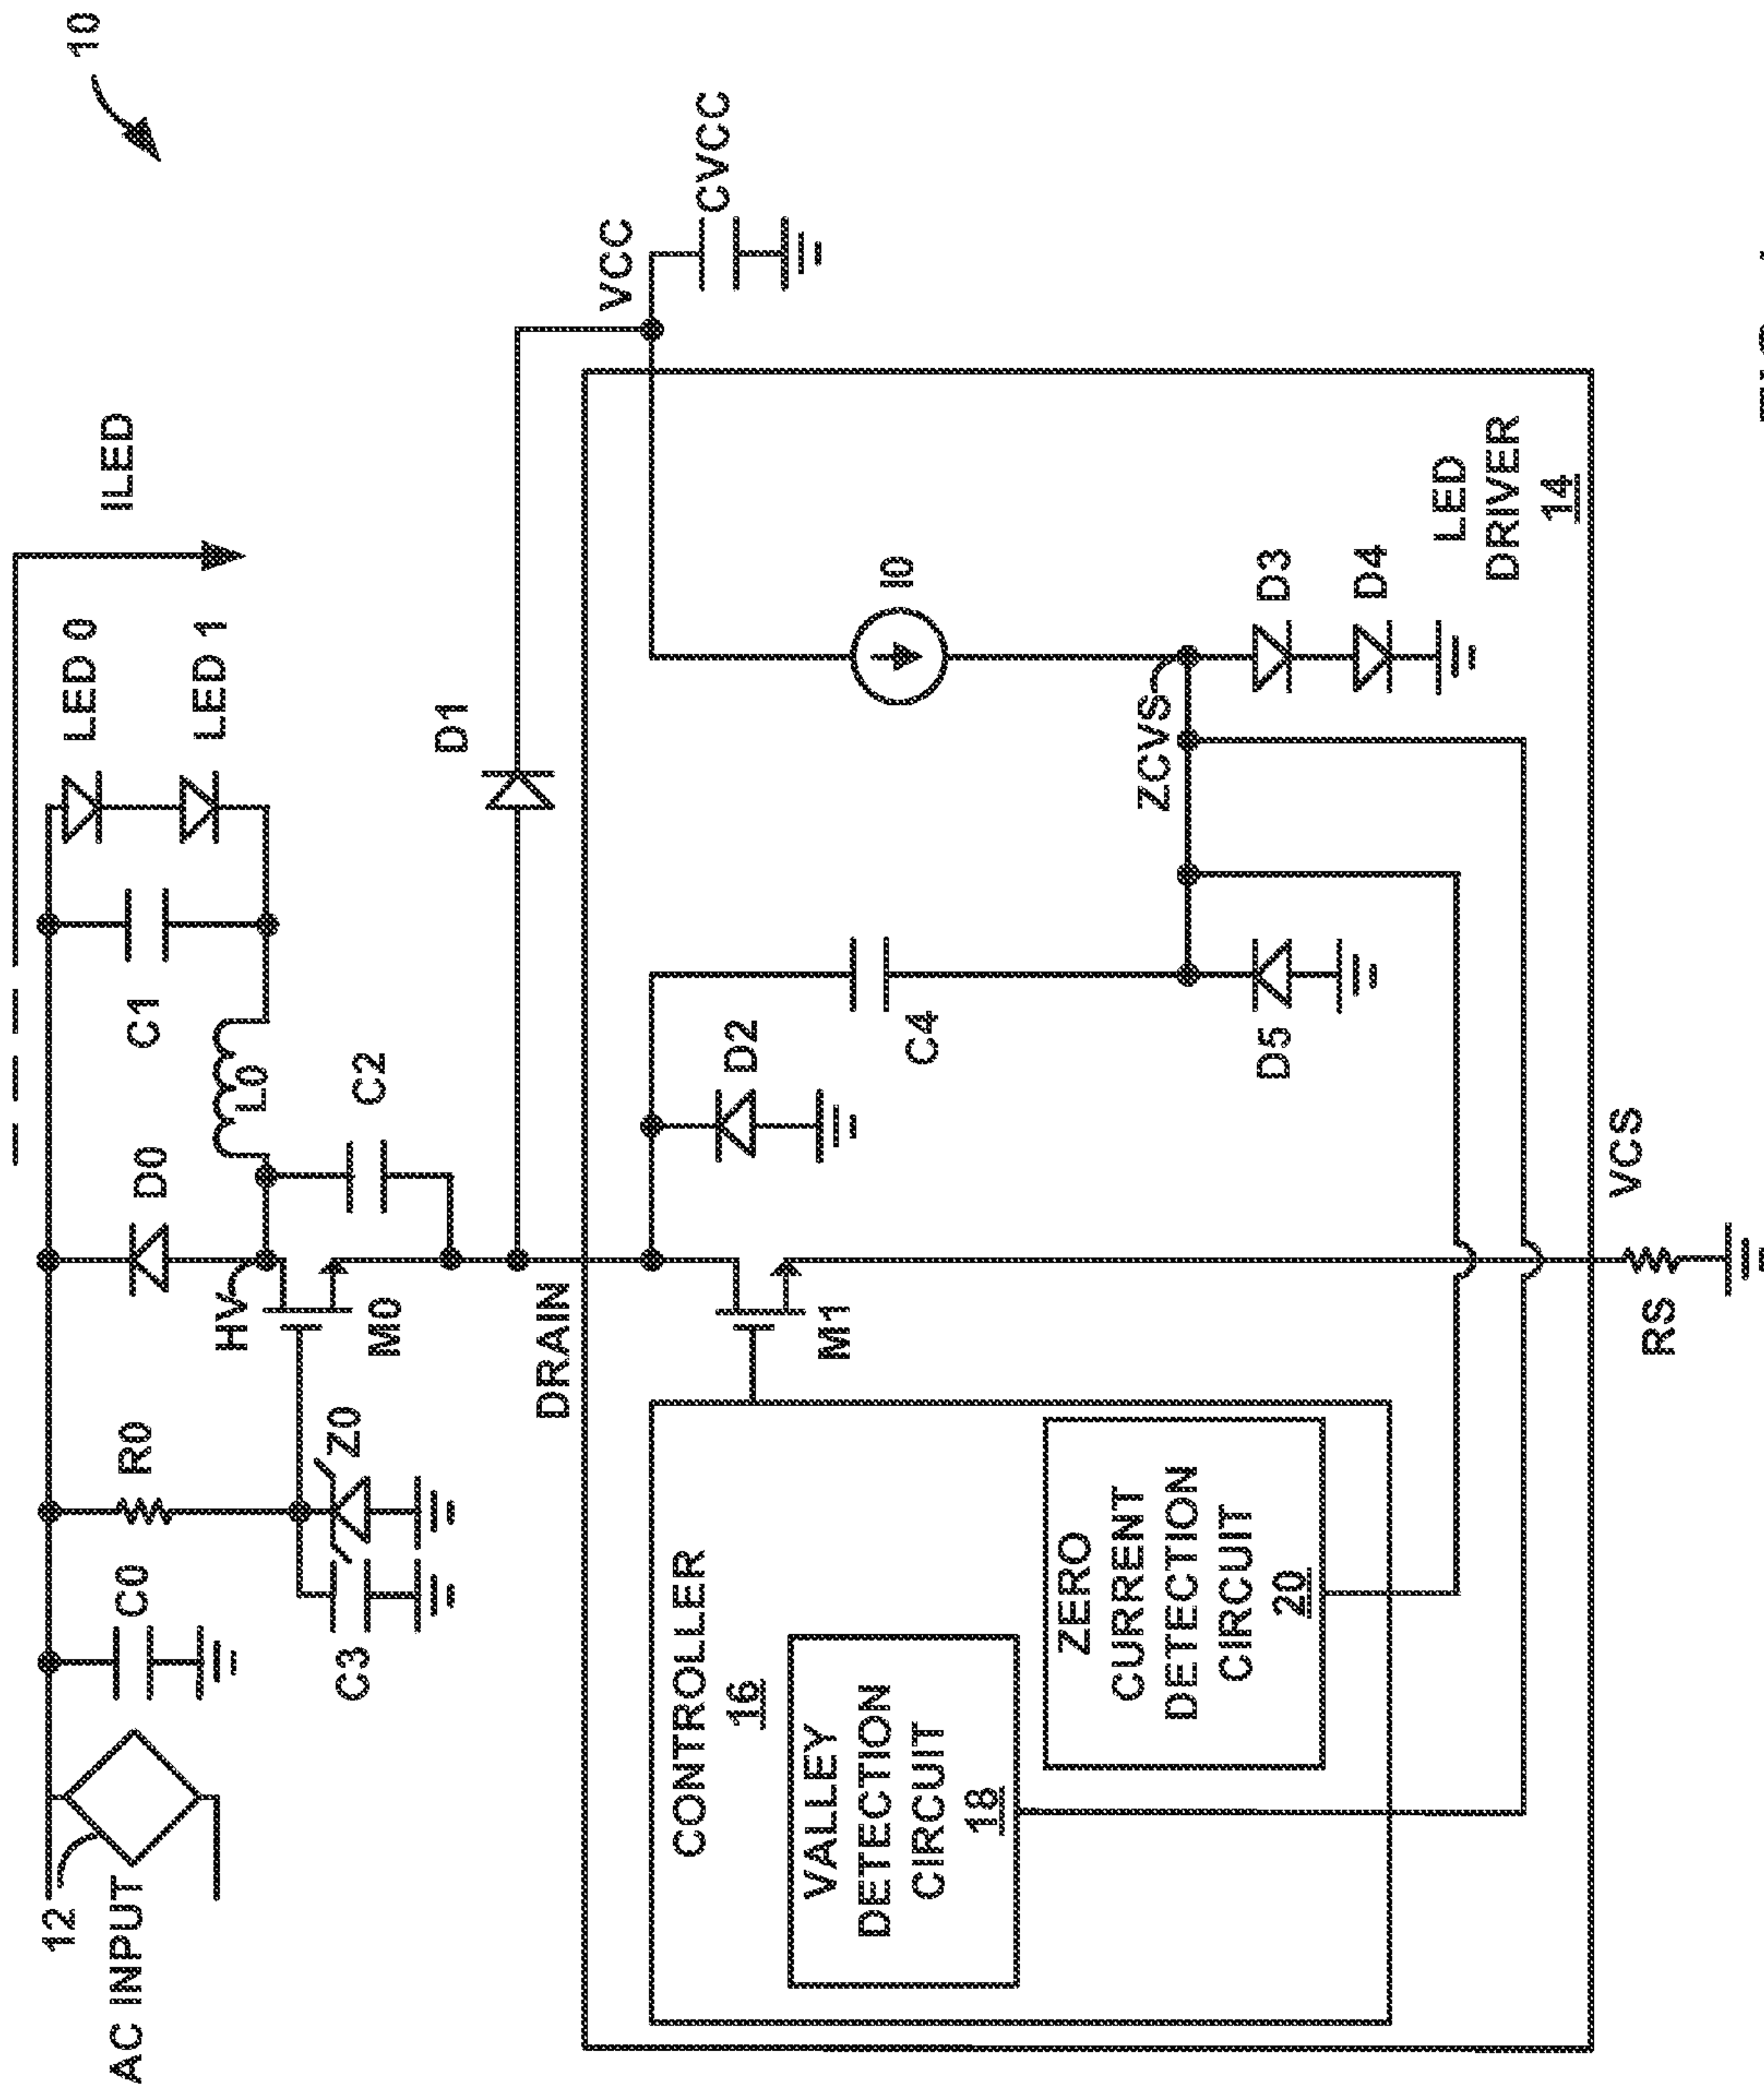 10
ILED
LED 0
LED 1
C1
L0
D0
C2
HV
M0
R0
Z0
C0
C3
12
AC INPUT
D1
VCC
CVCC
DRAIN
LED
DRIVER
14
I0
D3
D4
ZCVS
D2
C4
D5
M1
CONTROLLER
16
VALLEY
DETECTION
CIRCUIT
18
ZERO
CURRENT
DETECTION
CIRCUIT
20
VCS
RS